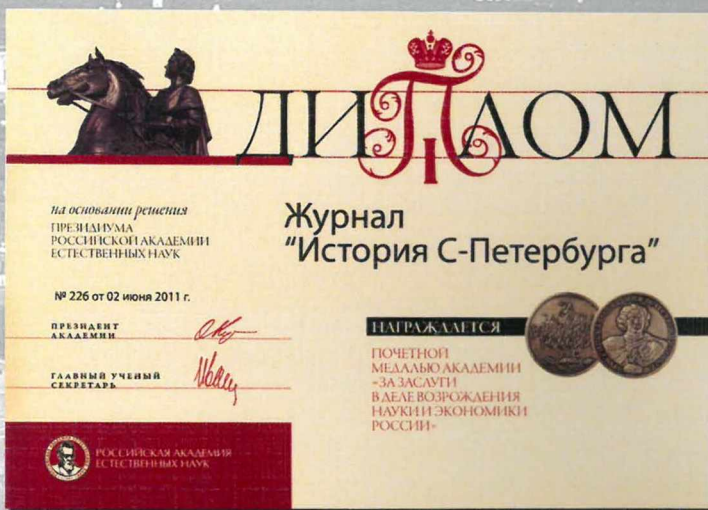 ДИПЛОМ
на основании решения
ПРЕЗИДИУМА
РОССИЙСКОЙ АКАДЕМИИ
ЕСТЕСТВЕННЫХ НАУК
№ 226 от 02 июня 2011 г.
ПРЕЗИДЕНТ
АКАДЕМИИ
ГЛАВНЫЙ УЧЕНЫЙ
СЕКРЕТАРЬ
РОССИЙСКАЯ АКАДЕМИЯ
ЕСТЕСТВЕННЫХ НАУК
Журнал
"История С-Петербурга"
НАГРАЖДАЕТСЯ
ПОЧЕТНОЙ
МЕДАЛЬЮ АКАДЕМИИ
«ЗА ЗАСЛУГИ
В ДЕЛЕ ВОЗРОЖДЕНИЯ
НАУКИ И ЭКОНОМИКИ
РОССИИ»